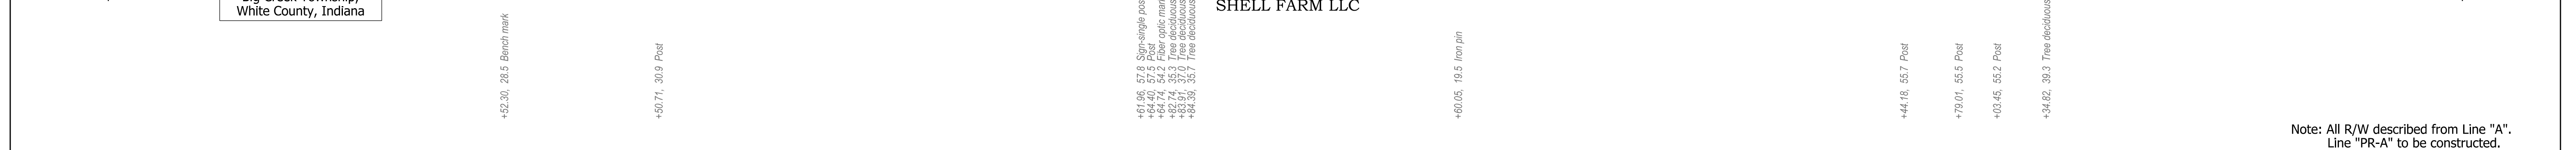 White County, Indiana
SHELL FARM LLC
+52.30, 28.5 Bench mark
+50.71, 30.9 Post
+61.96, 57.8 Sign-single
+64.40, 57.5 Post
+64.74, 54.2 Fiber optic
+82.74, 35.3 Tree deciduous
+83.91, 37.0 Tree deciduous
+84.39, 35.7 Tree deciduous
+60.05, 19.5 Iron pin
+44.18, 55.7 Post
+79.01, 55.5 Post
+03.45, 55.2 Post
+34.82, 39.3 Tree deciduous
Note: All R/W described from Line "A".
Line "PR-A" to be constructed.